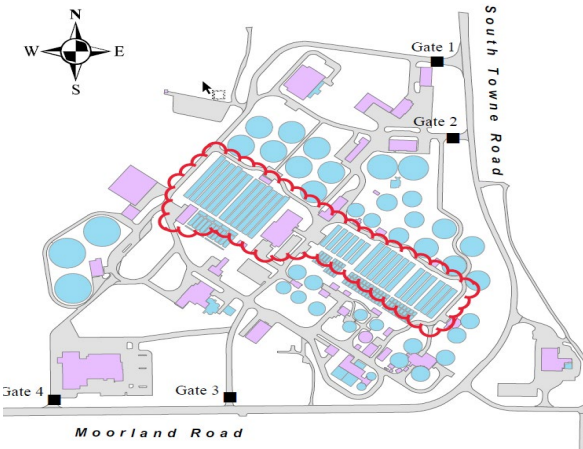 N
W E
S
Gate 1
Gate 2
South Towne Road
Gate 3
Gate 4
Moorland Road